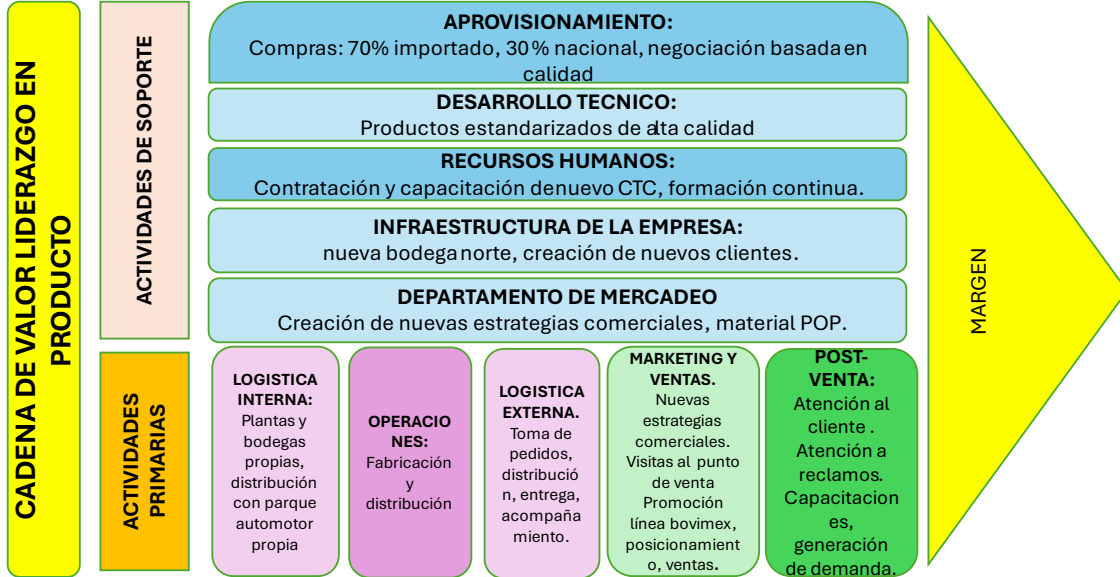 CADENA DE VALOR LIDERAZGO EN
PRODUCTO
ACTIVIDADES DE SOPORTE
APROVISIONAMIENTO:
Compras: 70% importado, 30% nacional, negociación basada en
calidad
DESARROLLO TECNICO:
Productos estandarizados de alta calidad
RECURSOS HUMANOS:
Contratación y capacitación denuevo CTC, formación continua.
INFRAESTRUCTURA DE LA EMPRESA:
nueva bodega norte, creación de nuevos clientes.
DEPARTAMENTO DE MERCADEO
Creación de nuevas estrategias comerciales, material POP.
ACTIVIDADES
PRIMARIAS
LOGISTICA
INTERNA:
Plantas y
bodegas
propias,
distribución
con parque
automotor
propia
OPERACIO
NES:
Fabricación
y
distribución
LOGISTICA
EXTERNA.
Toma de
pedidos,
distribució
n, entrega,
acompaña
miento.
MARKETING Y
VENTAS.
Nuevas
estrategias
comerciales.
Visitas al punto
de venta
Promoción
línea bovimex,
posicionamient
o, ventas.
POST-
VENTA:
Atención al
cliente .
Atención a
reclamos.
Capacitacion
es,
generación
de demanda.
MARGEN